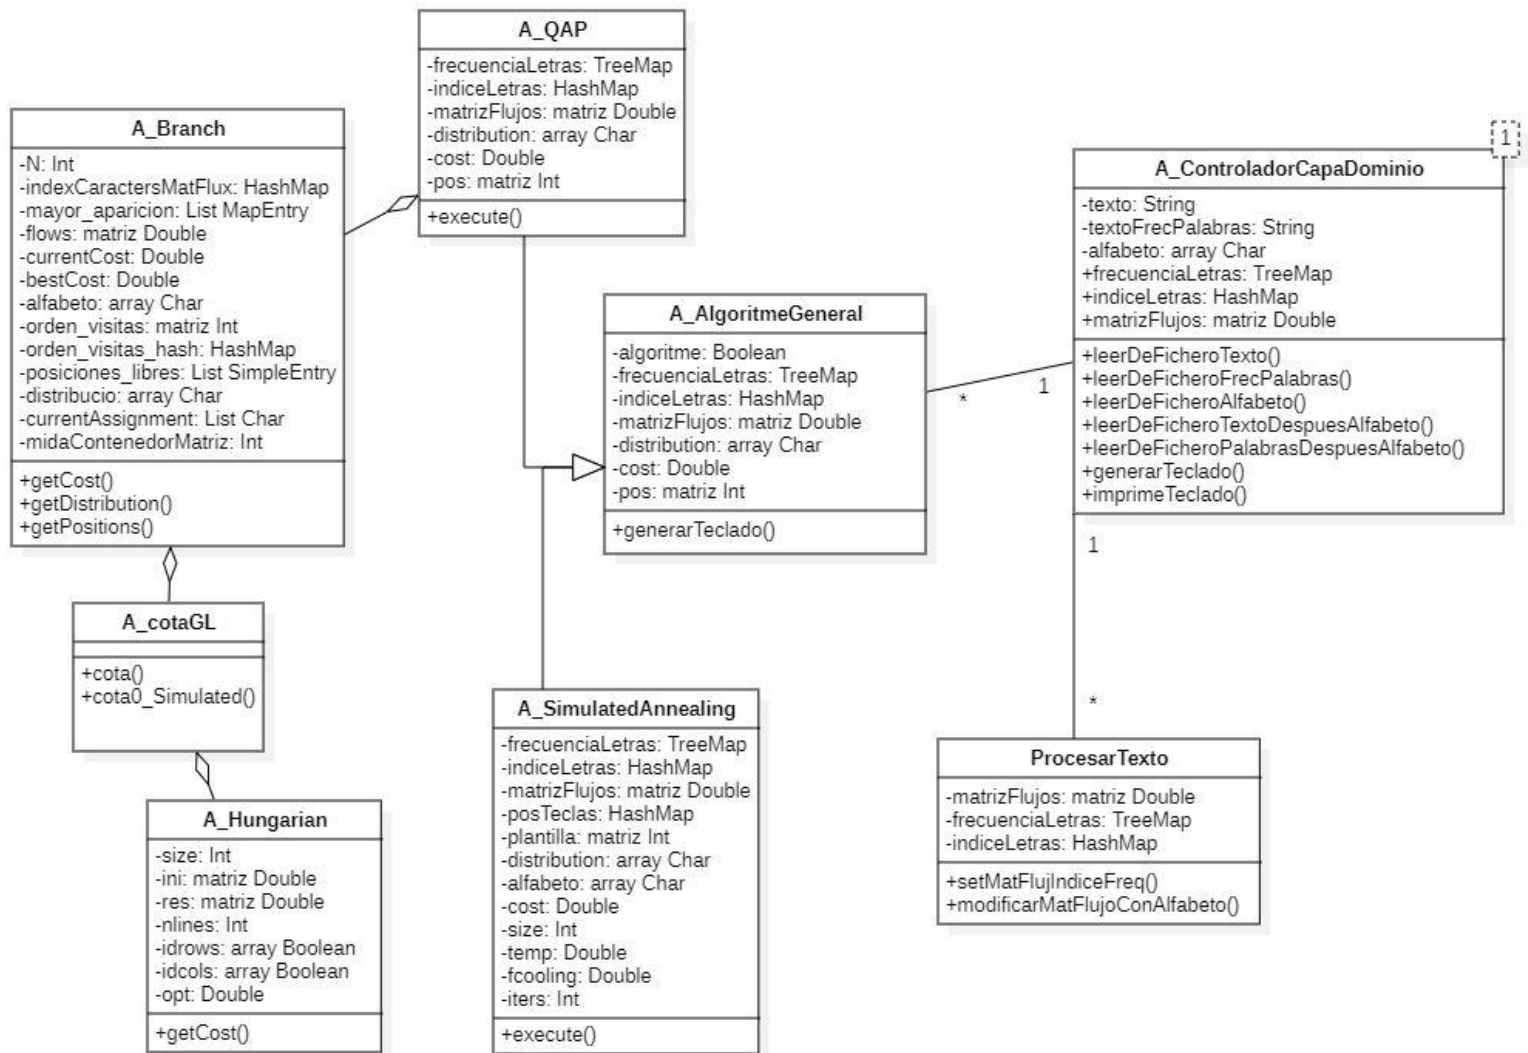 A_QAP
-frecuenciaLetras: TreeMap
-indiceLetras: HashMap
-matrizFlujos: matriz Double
-distribution: array Char
-cost: Double
-pos: matriz Int
+execute()
A_Branch
-N: Int
-indexCaractersMatFlux: HashMap
-mayor_aparicion: List MapEntry
-flows: matriz Double
-currentCost: Double
-bestCost: Double
-alfabeto: array Char
-orden_visitas: matriz Int
-orden_visitas_hash: HashMap
-posiciones_libres: List SimpleEntry
-distribucio: array Char
-currentAssignment: List Char
-midaContenedorMatriz: Int
+getCost()
+getDistribution()
+getPositions()
1
A_ControladorCapaDominio
-texto: String
-textoFrecPalabras: String
-alfabeto: array Char
+frecuenciaLetras: TreeMap
+indiceLetras: HashMap
+matrizFlujos: matriz Double
+leerDeFicheroTexto()
+leerDeFicheroFrecPalabras()
+leerDeFicheroAlfabeto()
+leerDeFicheroTextoDespuesAlfabeto()
+leerDeFicheroPalabrasDespuesAlfabeto()
+generarTeclado()
+imprimeTeclado()
A_AlgoritmeGeneral
-algoritme: Boolean
-frecuenciaLetras: TreeMap
-indiceLetras: HashMap
-matrizFlujos: matriz Double
-distribution: array Char
-cost: Double
-pos: matriz Int
+generarTeclado()
*
1
1
*
A_cotaGL
+cota()
+cota0_Simulated()
A_Hungarian
-size: Int
-ini: matriz Double
-res: matriz Double
-nlines: Int
-idrows: array Boolean
-idcols: array Boolean
-opt: Double
+getCost()
A_SimulatedAnnealing
-frecuenciaLetras: TreeMap
-indiceLetras: HashMap
-matrizFlujos: matriz Double
-posTeclas: HashMap
-plantilla: matriz Int
-distribution: array Char
-alfabeto: array Char
-cost: Double
-size: Int
-temp: Double
-fcooling: Double
-iters: Int
+execute()
ProcesarTexto
-matrizFlujos: matriz Double
-frecuenciaLetras: TreeMap
-indiceLetras: HashMap
+setMatFlujIndiceFreq()
+modificarMatFlujoConAlfabeto()